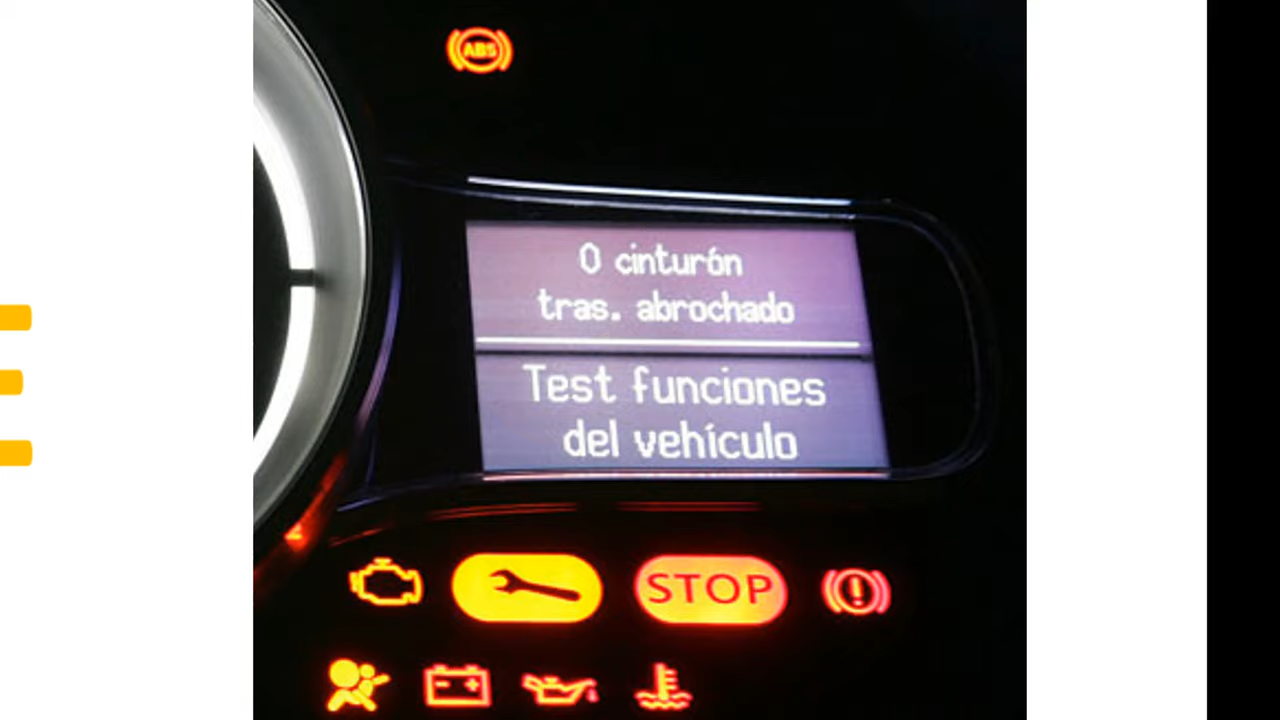 ABS
0 cinturón
tras. abrochado
Test funciones
del vehículo
STOP